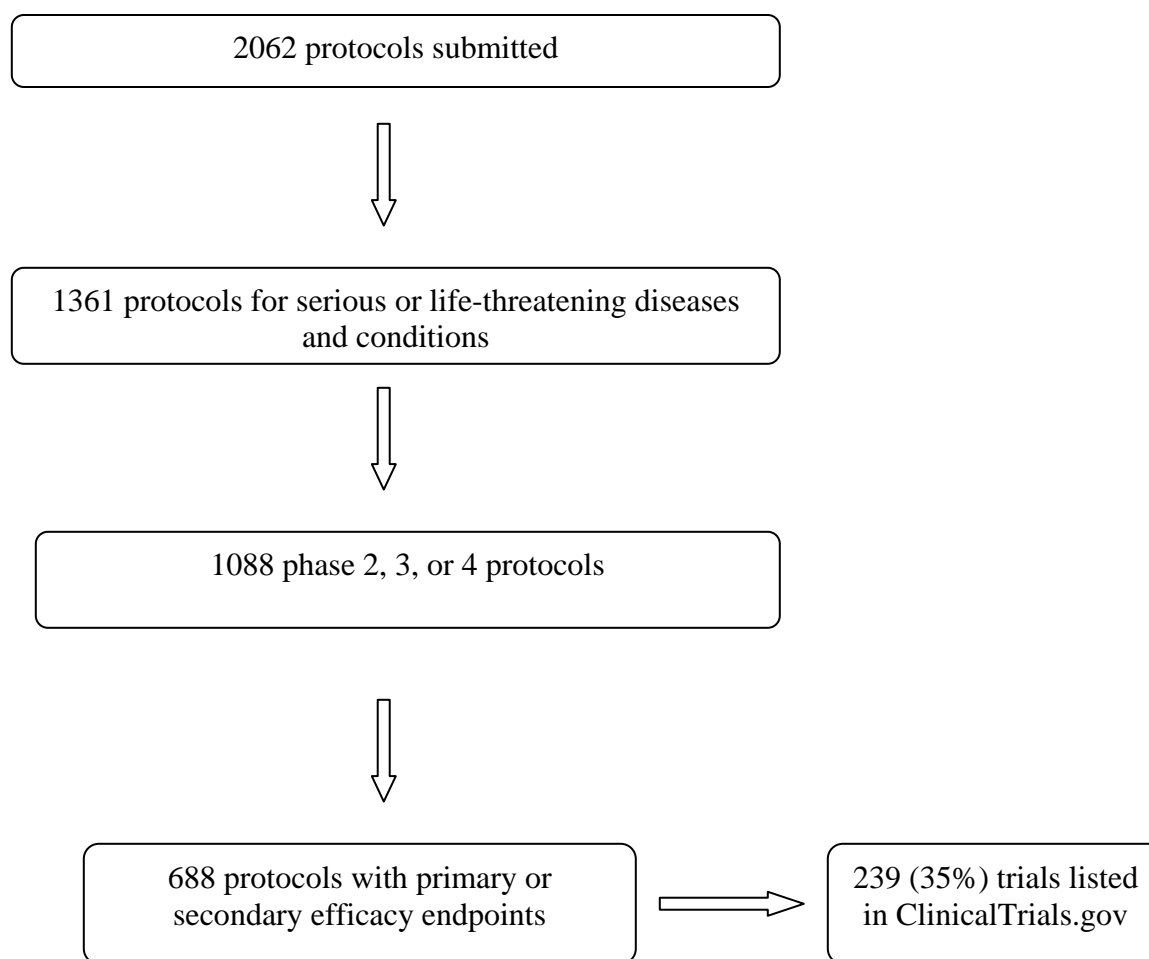 2062 protocols submitted
1361 protocols for serious or life-threatening diseases
and conditions
1088 phase 2, 3, or 4 protocols
688 protocols with primary or
secondary efficacy endpoints
239 (35%) trials listed
in ClinicalTrials.gov